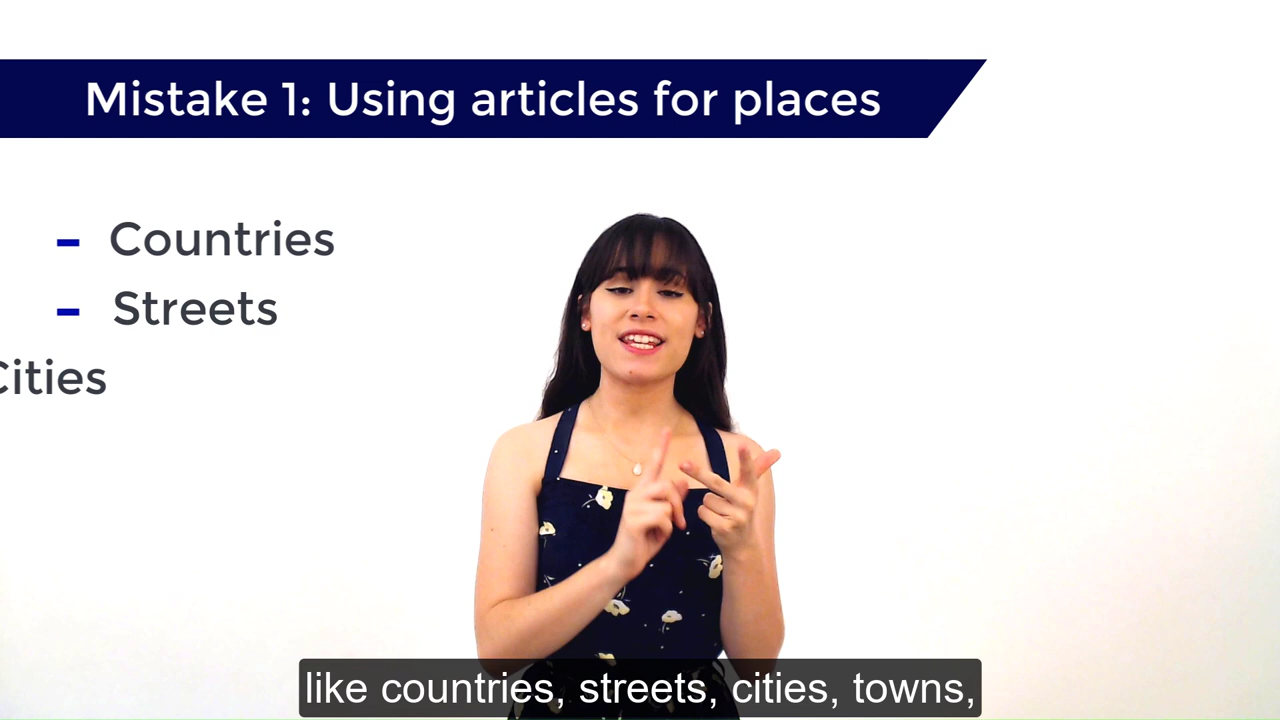 Mistake 1: Using articles for places
- Countries
- Streets
Cities
like countries, streets, cities, towns,